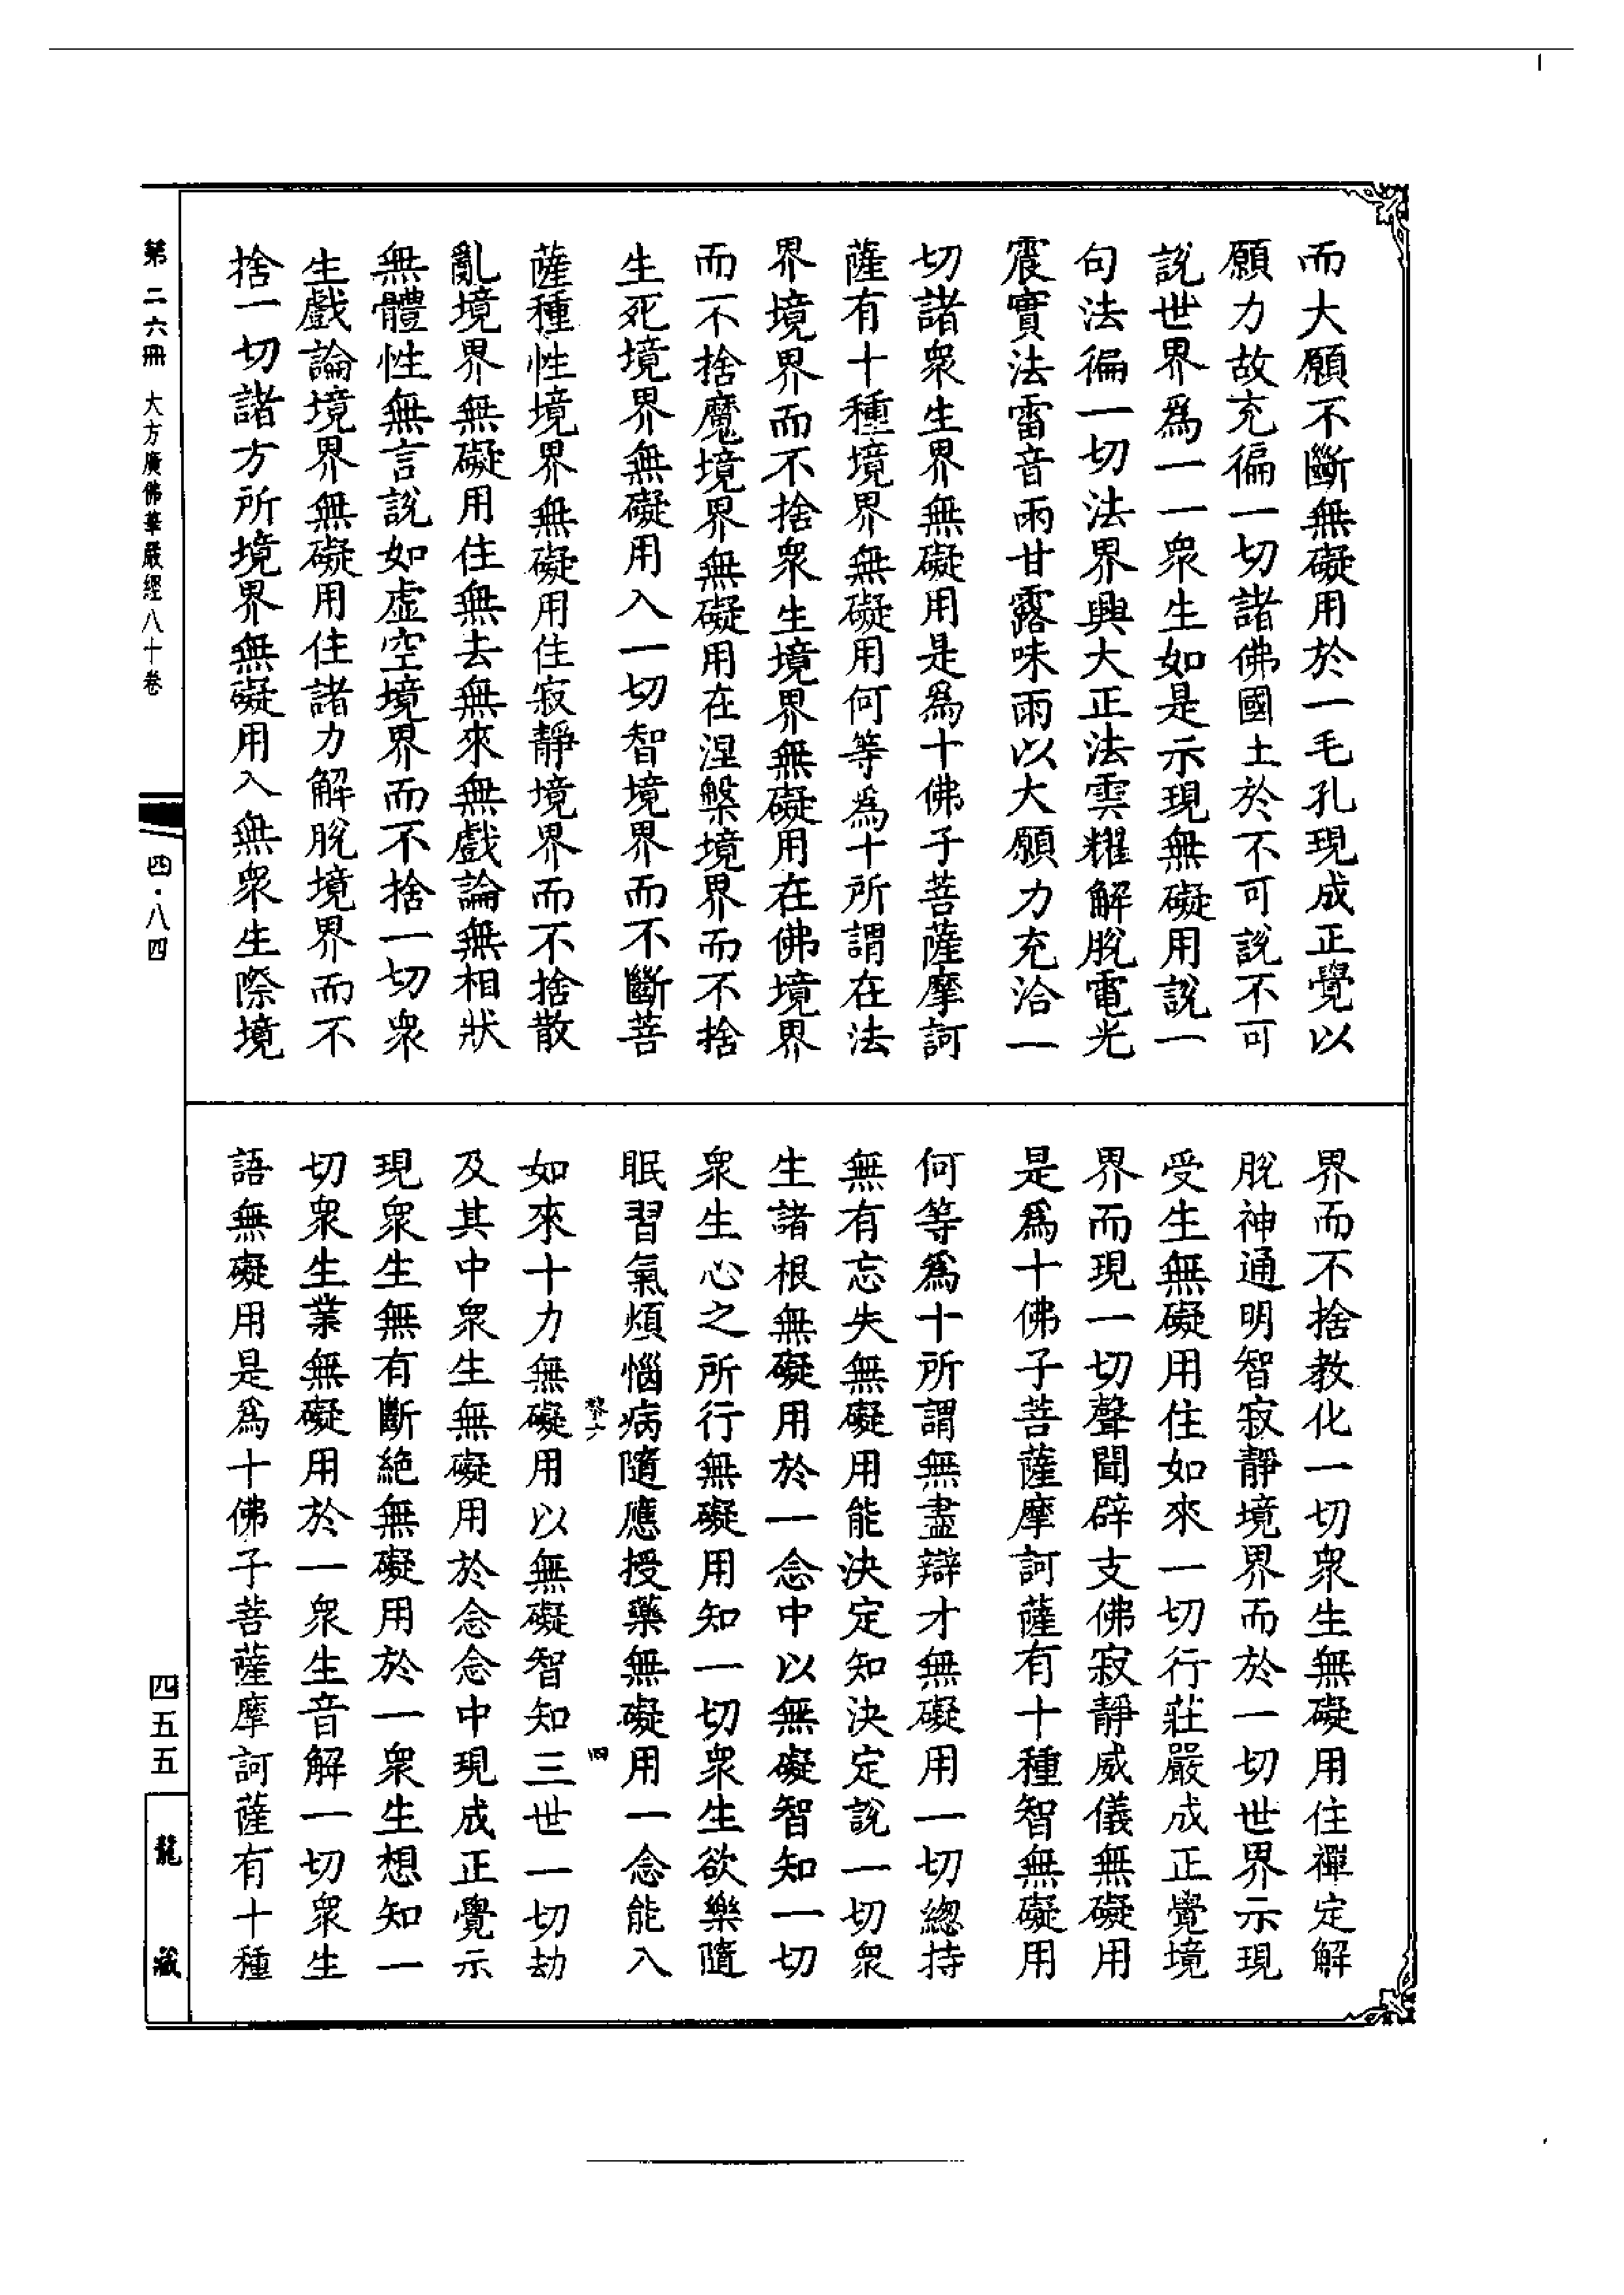 而大願不斷無礙用於一毛孔現成正覺以
願力故充徧一切諸佛國土於不可說不可
說世界爲一一衆生如是示現無礙用說一
句法徧一切法界興大正法雲耀解脫電光
震實法雷音雨甘露味雨以大願力充洽一
切諸衆生界無礙用是爲十佛子菩薩摩訶
薩有十種境界無礙用何等爲十所謂在法
界境界而不捨衆生境界無礙用在佛境界
而不捨魔境界無礙用在涅槃境界而不捨
生死境界無礙用入一切智境界而不斷菩
薩種性境界無礙用住寂靜境界而不捨散
亂境界無礙用住無去無來無戲論無相狀
無體性無言說如虛空境界而不捨一切衆
生戲論境界無礙用住諸力解脫境界而不
捨一切諸方所境界無礙用入無衆生際境
界而不捨教化一切衆生無礙用住禪定解
脫神通明智寂靜境界而於一切世界示現
受生無礙用住如來一切行莊嚴成正覺境
界而現一切聲聞辟支佛寂靜威儀無礙用
是爲十佛子菩薩摩訶薩有十種智無礙用
何等爲十所謂無盡辯才無礙用一切總持
無有忘失無礙用能決定知決定說一切衆
生諸根無礙用於一念中以無礙智知一切
衆生心之所行無礙用知一切衆生欲樂隨
眠習氣煩惱病隨應授藥無礙用一念能入
黎六
四
如來十力無礙用以無礙智知三世一切劫
及其中衆生無礙用於念念中現成正覺示
現衆生無有斷絕無礙用於一衆生想知一
切衆生業無礙用於一衆生音解一切衆生
語無礙用是爲十佛子菩薩摩訶薩有十種
第二六冊 大方廣佛華嚴經八十卷
四·八四
四五五
龍藏